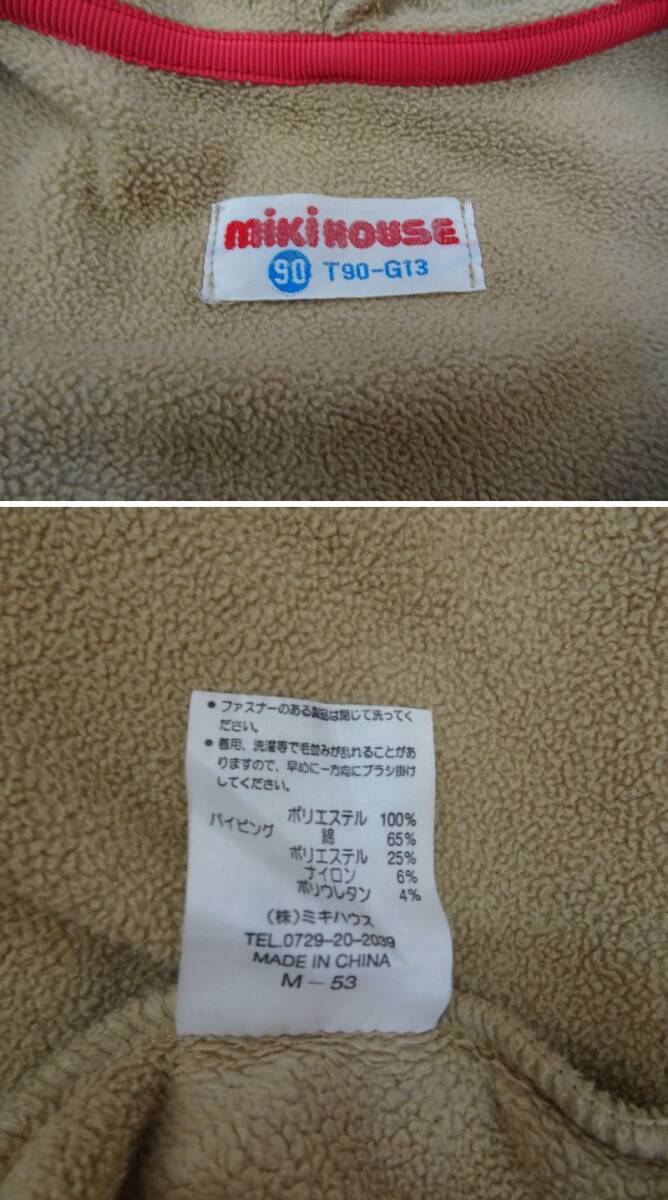 mikiHOUSE
90 T90-G13
• ファスナーのある製品は閉じて洗ってく
ださい。
• 着用、洗濯等で毛並みが乱れることがあ
りますので、早めに一方向にブラシ掛け
してください。
ポリエステル 100%
パイピング 綿 65%
ポリエステル 25%
ナイロン 6%
ポリウレタン 4%
(株)ミキハウス
TEL.0729-20-2039
MADE IN CHINA
M-53